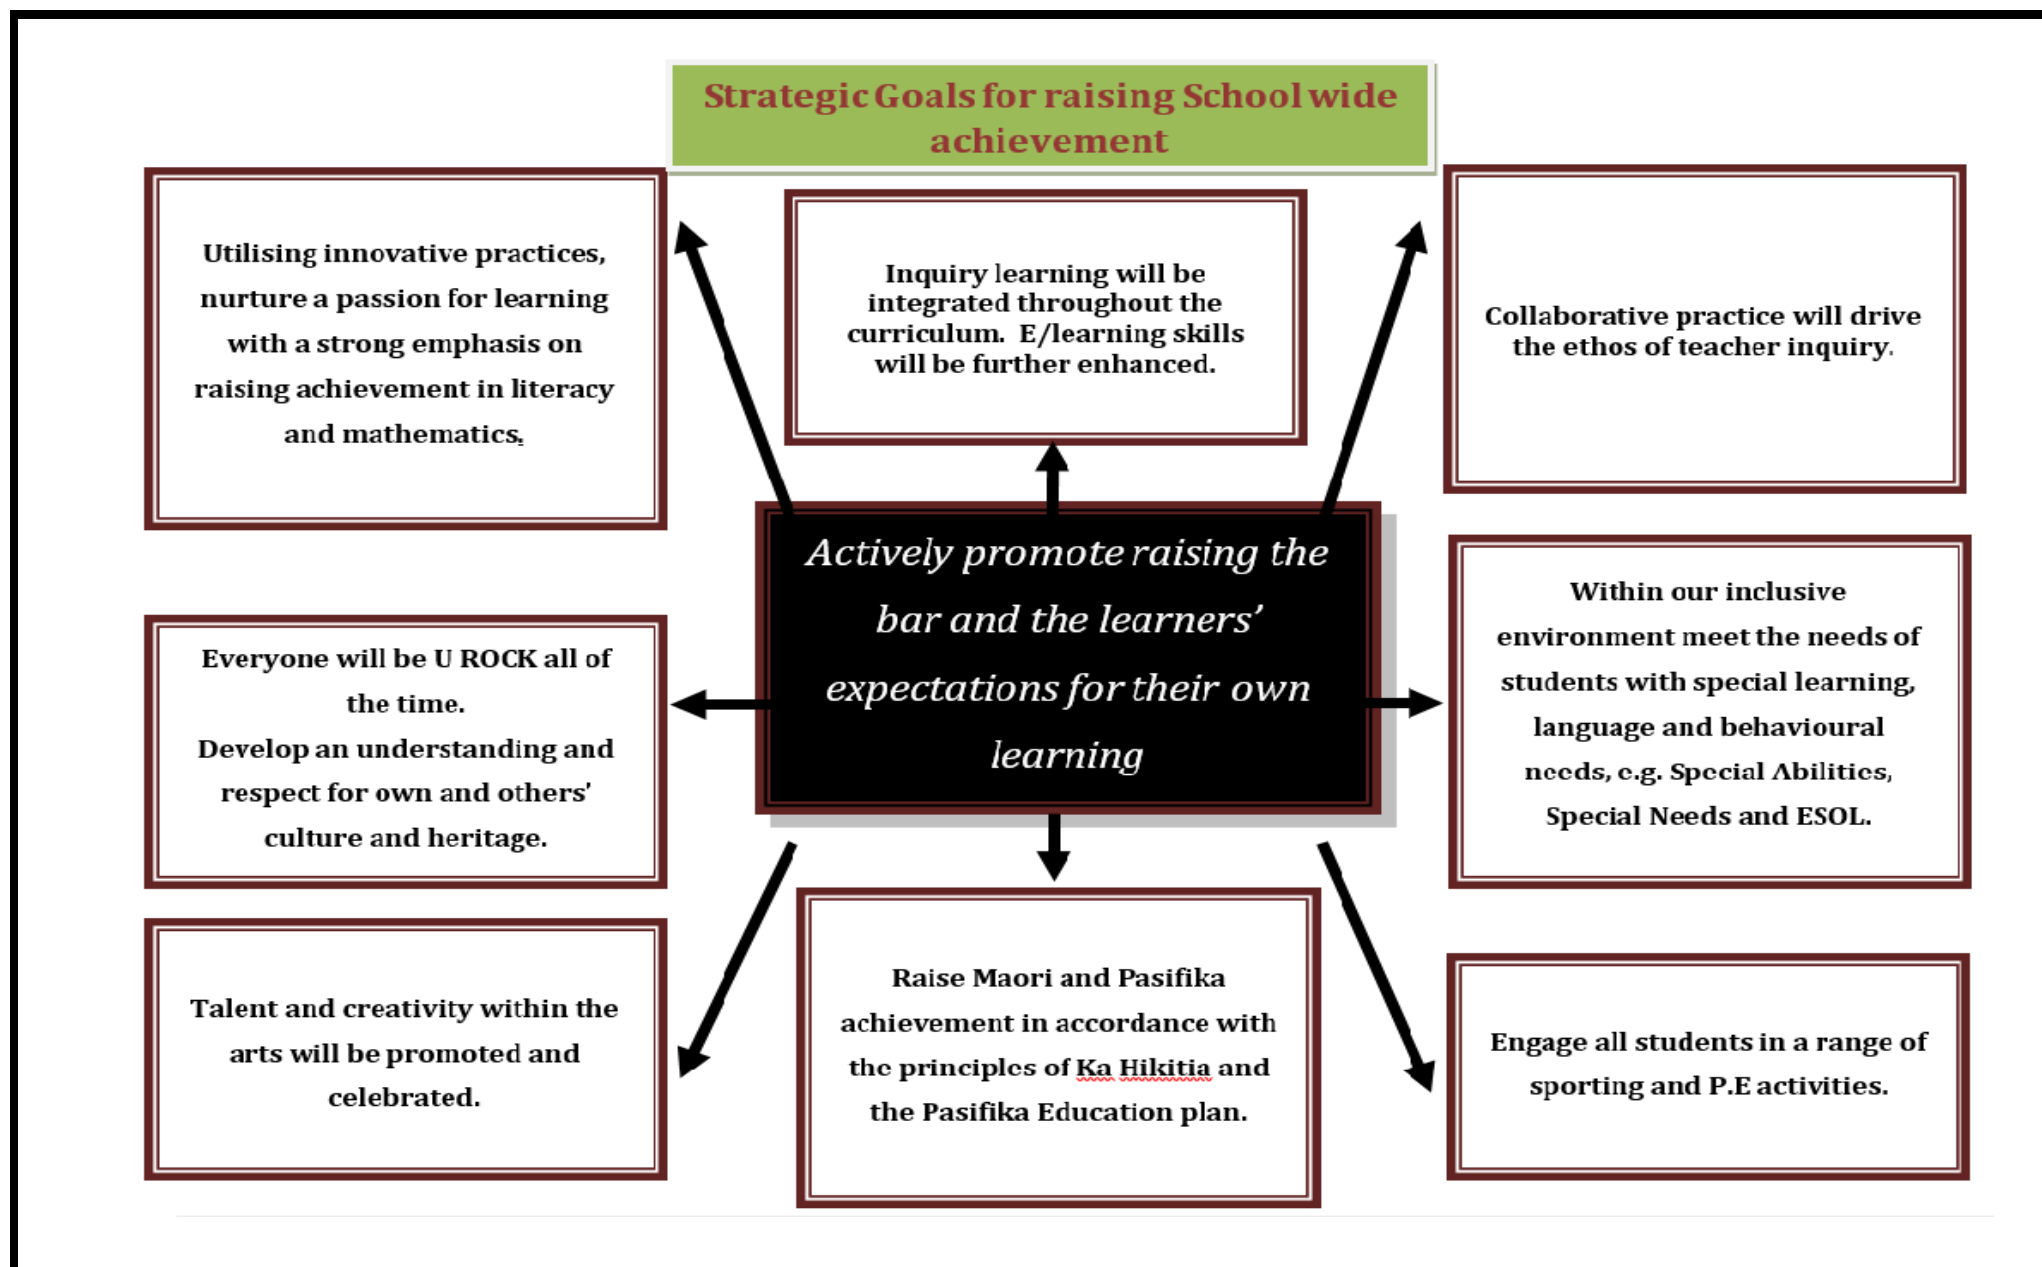 Strategic Goals for raising School wide
achievement
Utilising innovative practices,
nurture a passion for learning
with a strong emphasis on
raising achievement in literacy
and mathematics.
Inquiry learning will be
integrated throughout the
curriculum.  E/learning skills
will be further enhanced.
Collaborative practice will drive
the ethos of teacher inquiry.
Actively promote raising the
bar and the learners’
expectations for their own
learning
Everyone will be U ROCK all of
the time.
Develop an understanding and
respect for own and others’
culture and heritage.
Within our inclusive
environment meet the needs of
students with special learning,
language and behavioural
needs, e.g. Special Abilities,
Special Needs and ESOL.
Talent and creativity within the
arts will be promoted and
celebrated.
Raise Maori and Pasifika
achievement in accordance with
the principles of Ka Hikitia and
the Pasifika Education plan.
Engage all students in a range of
sporting and P.E activities.